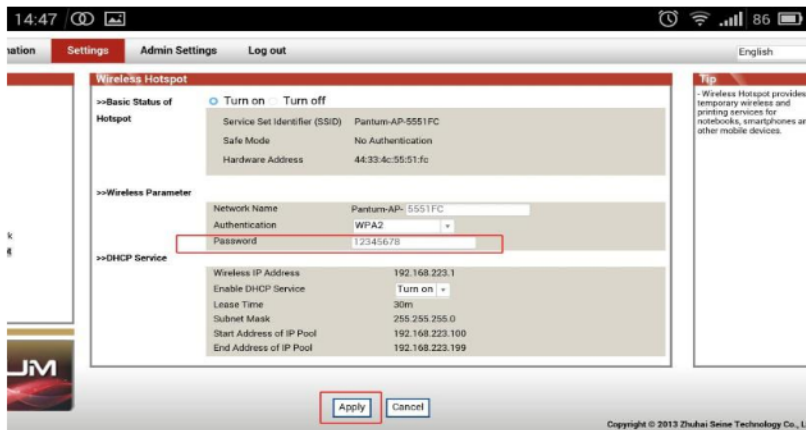 14:47 86
nation Settings Admin Settings Log out English
Wireless Hotspot
>>Basic Status of Hotspot
Turn on Turn off
Service Set Identifier (SSID) Pantum-AP-5551FC
Safe Mode No Authentication
Hardware Address 44:33:4c:55:51:fc
>>Wireless Parameter
Network Name Pantum-AP- 5551FC
Authentication WPA2
Password 12345678
>>DHCP Service
Wireless IP Address 192.168.223.1
Enable DHCP Service Turn on
Lease Time 30m
Subnet Mask 255.255.255.0
Start Address of IP Pool 192.168.223.100
End Address of IP Pool 192.168.223.199
Tip
- Wireless Hotspot provides
temporary wireless and
printing services for
notebooks, smartphones an
other mobile devices.
k
UM
Apply Cancel
Copyright © 2013 Zhuhai Seine Technology Co., L